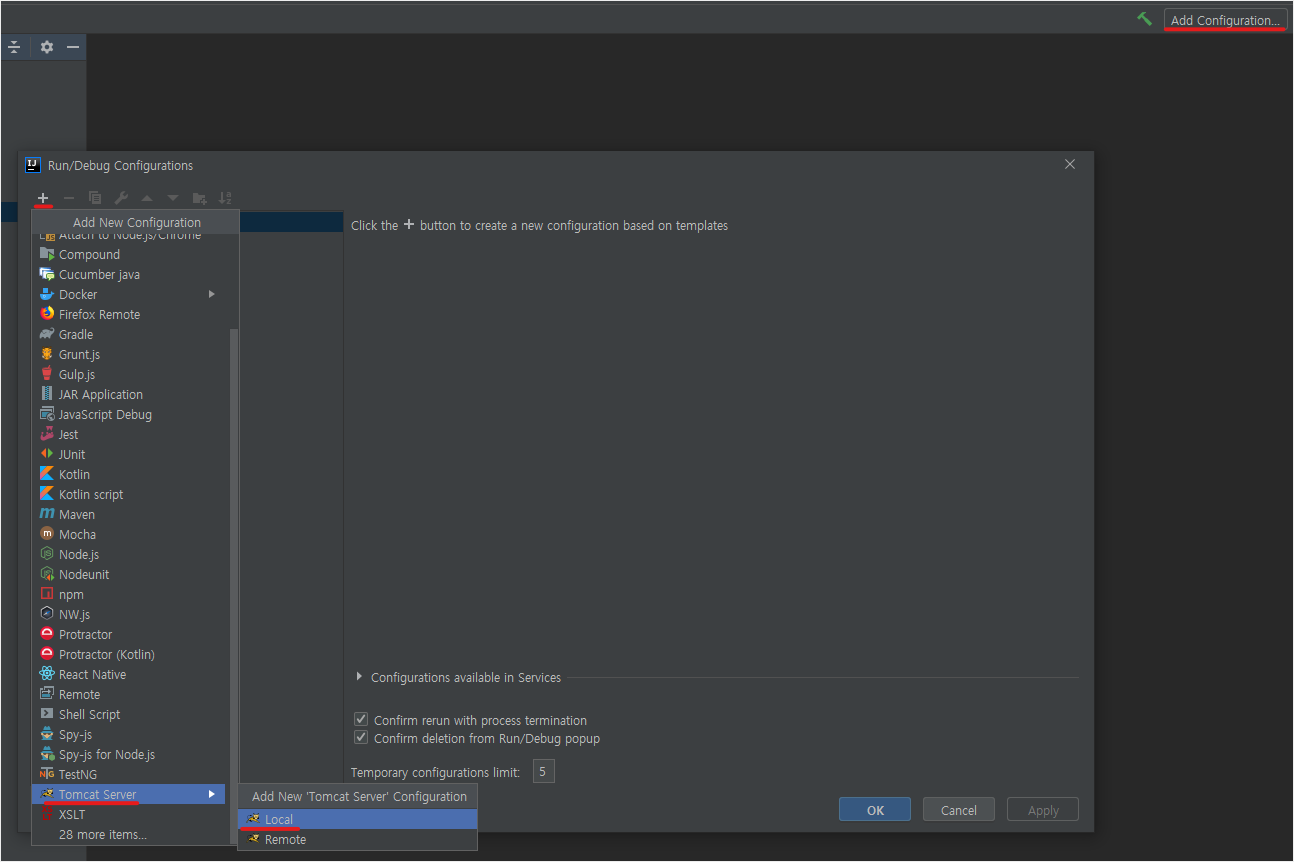 Add Configuration...
Run/Debug Configurations
Add New Configuration
Click the + button to create a new configuration based on templates
Attach to Node.js/Chrome
Compound
Cucumber java
Docker
Firefox Remote
Gradle
Grunt.js
Gulp.js
JAR Application
JavaScript Debug
Jest
JUnit
Kotlin
Kotlin script
Maven
Mocha
Node.js
Nodeunit
npm
NW.js
Protractor
Protractor (Kotlin)
React Native
Remote
Shell Script
Spy-js
Spy-js for Node.js
TestNG
Tomcat Server
XSLT
28 more items...
Configurations available in Services
Confirm rerun with process termination
Confirm deletion from Run/Debug popup
Temporary configurations limit: 5
Add New 'Tomcat Server' Configuration
Local
Remote
OK Cancel Apply